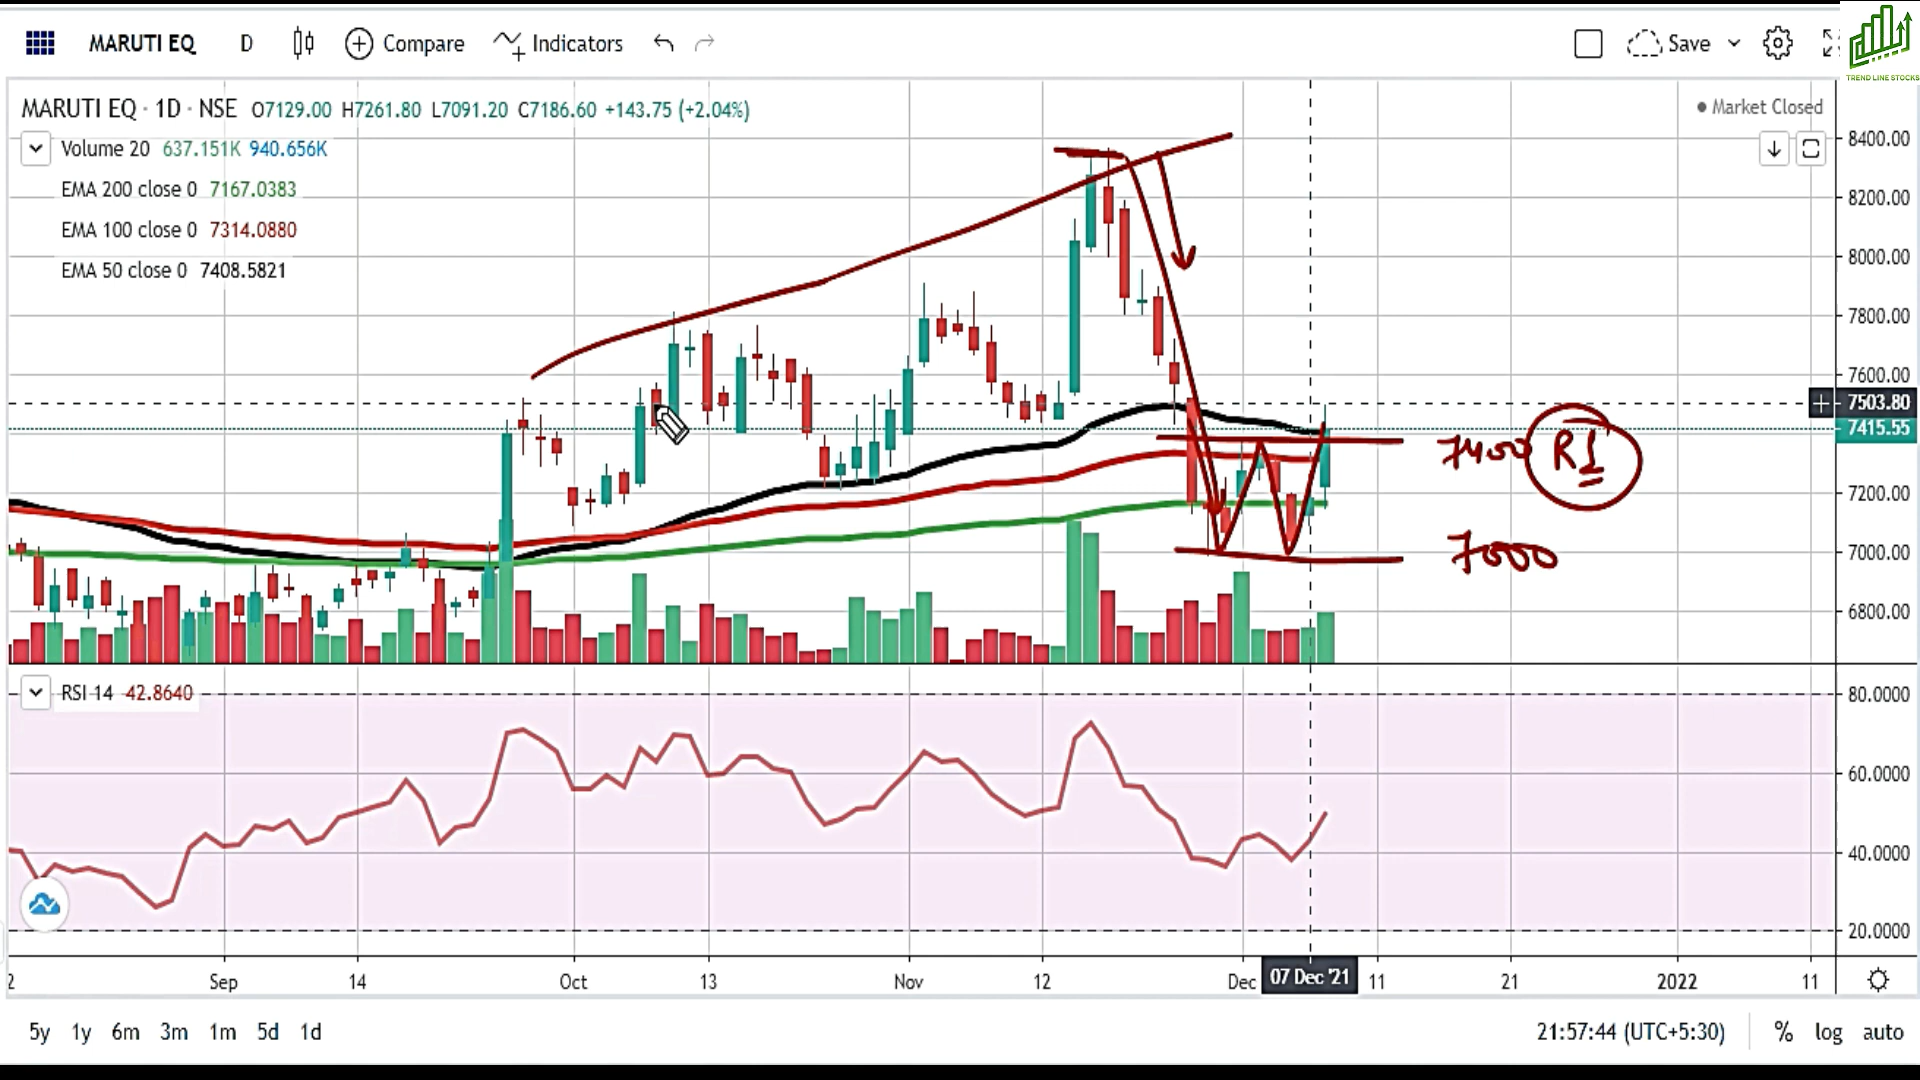 MARUTI EQ D Compare Indicators Save
TREND LINE STOCKS
MARUTI EQ · 1D · NSE O7129.00 H7261.80 L7091.20 C7186.60 +143.75 (+2.04%)
Market Closed
Volume 20 637.151K 940.656K
EMA 200 close 0 7167.0383
EMA 100 close 0 7314.0880
EMA 50 close 0 7408.5821
8400.00
8200.00
8000.00
7800.00
7600.00
7503.80
7415.55
7400 R1
7200.00
7000.00
7000
6800.00
RSI 14 42.8640
80.0000
60.0000
40.0000
20.0000
2 Sep 14 Oct 13 Nov 12 Dec 07 Dec '21 11 21 2022 11
5y 1y 6m 3m 1m 5d 1d 21:57:44 (UTC+5:30) % log auto